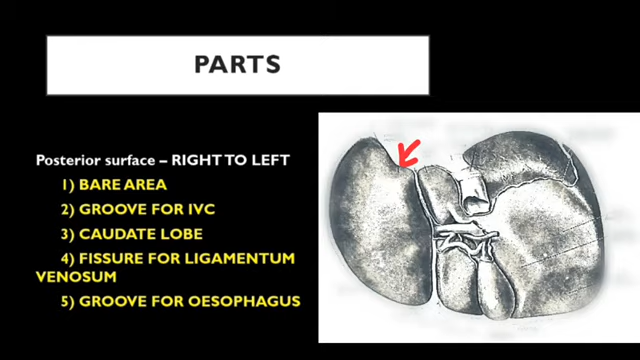 PARTS
Posterior surface – RIGHT TO LEFT
1) BARE AREA
2) GROOVE FOR IVC
3) CAUDATE LOBE
4) FISSURE FOR LIGAMENTUM
VENOSUM
5) GROOVE FOR OESOPHAGUS